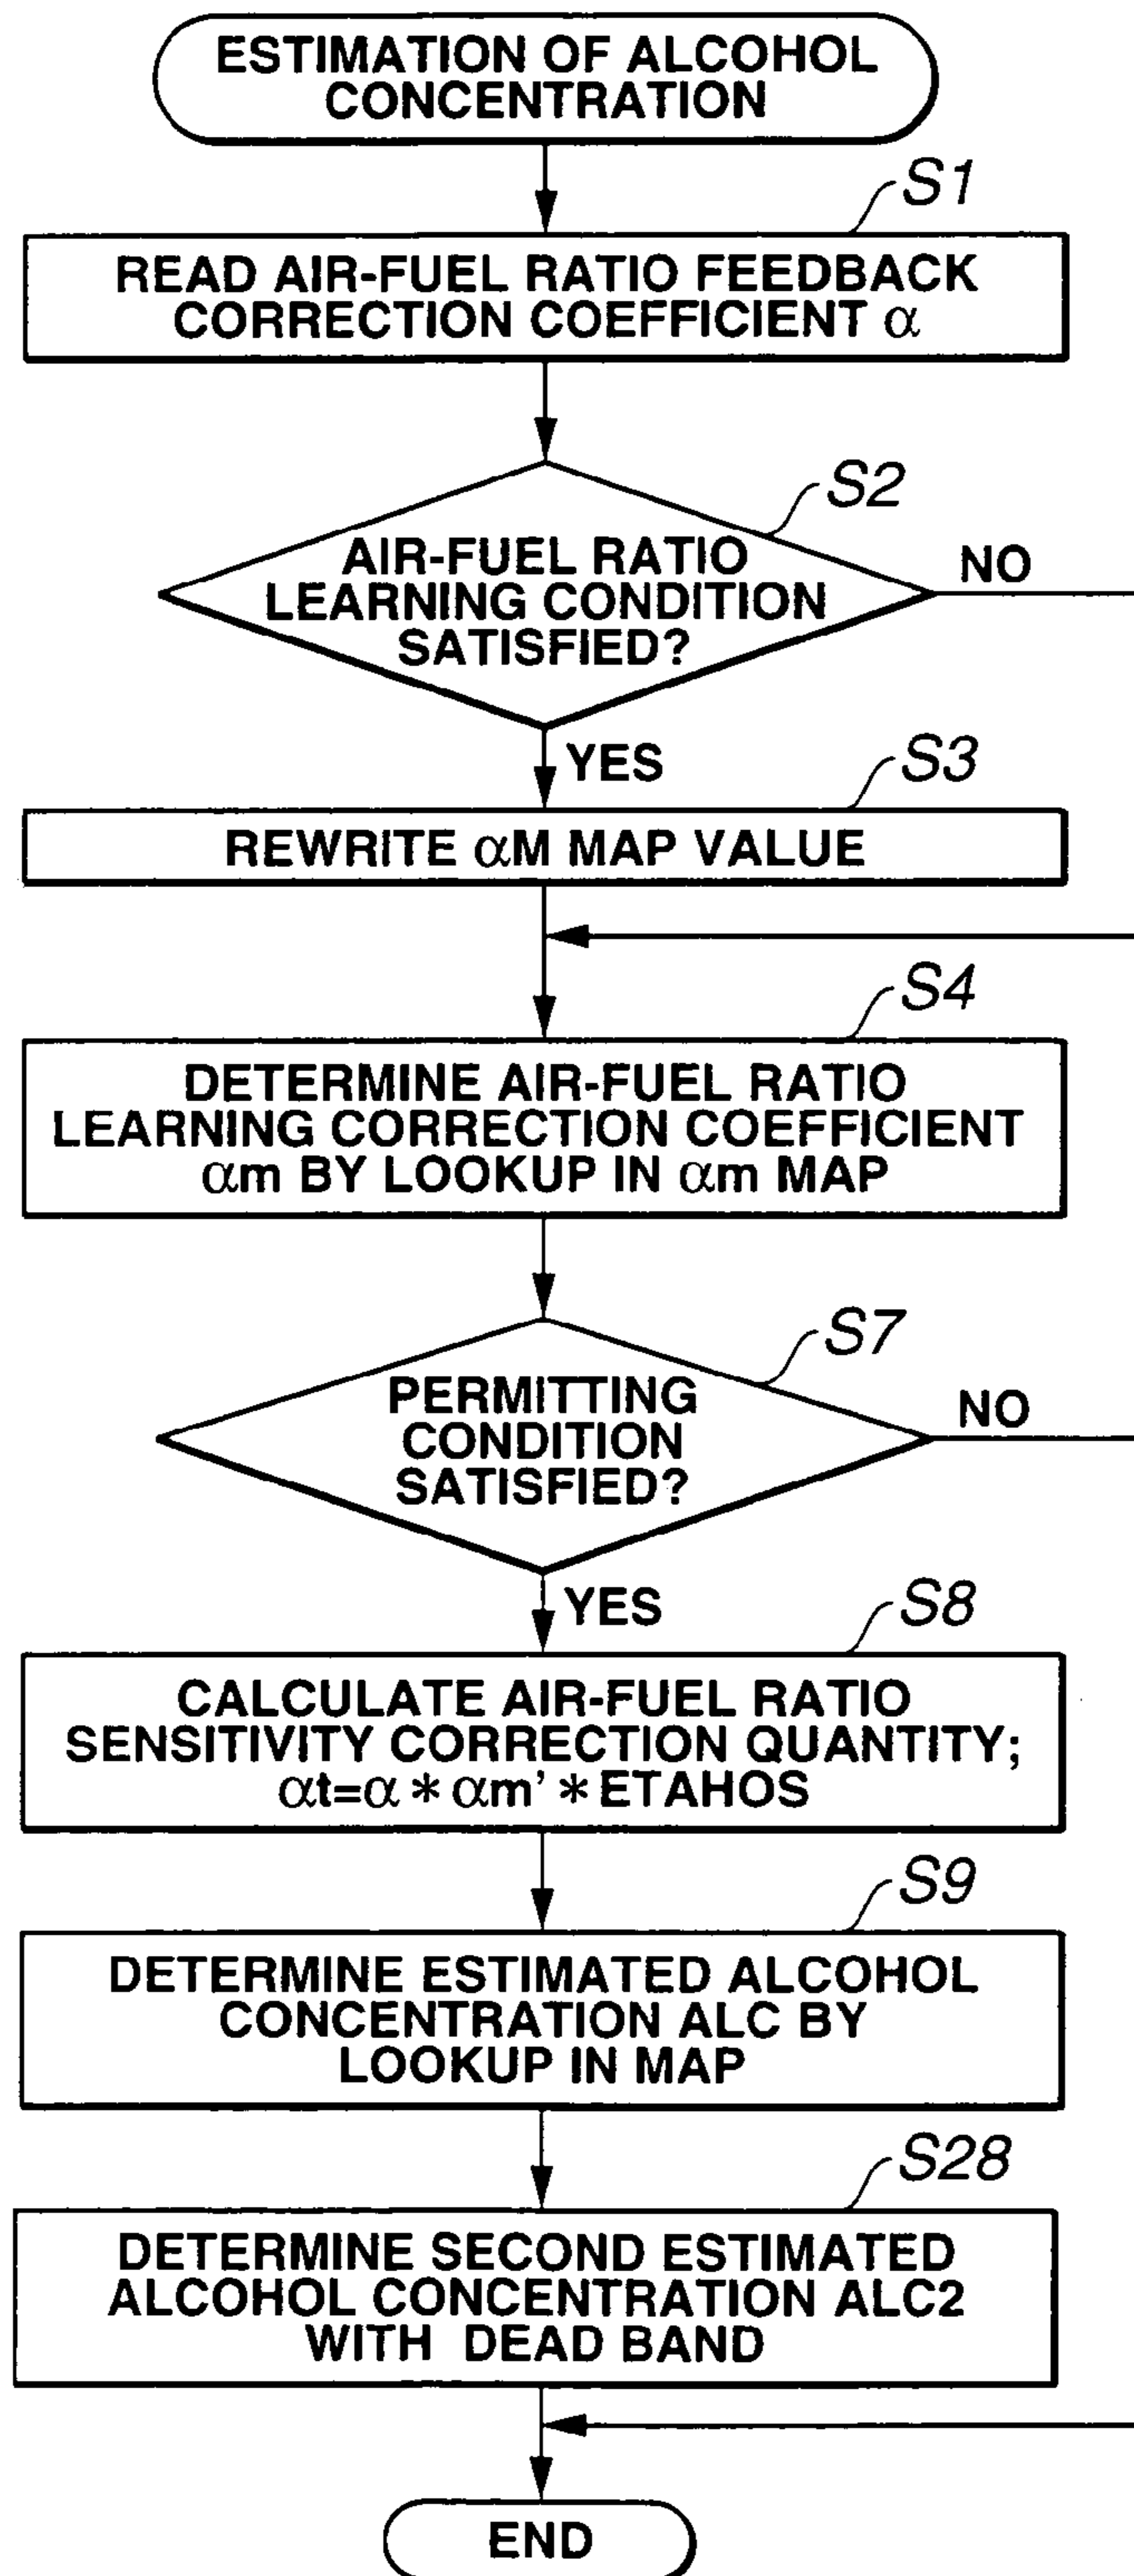 ESTIMATION OF ALCOHOL
CONCENTRATION
S1
READ AIR-FUEL RATIO FEEDBACK
CORRECTION COEFFICIENT α
S2
AIR-FUEL RATIO
LEARNING CONDITION
SATISFIED?
NO
YES
S3
REWRITE αM MAP VALUE
S4
DETERMINE AIR-FUEL RATIO
LEARNING CORRECTION COEFFICIENT
αm BY LOOKUP IN αm MAP
S7
PERMITTING
CONDITION
SATISFIED?
NO
YES
S8
CALCULATE AIR-FUEL RATIO
SENSITIVITY CORRECTION QUANTITY;
αt=α * αm' * ETAHOS
S9
DETERMINE ESTIMATED ALCOHOL
CONCENTRATION ALC BY
LOOKUP IN MAP
S28
DETERMINE SECOND ESTIMATED
ALCOHOL CONCENTRATION ALC2
WITH DEAD BAND
END